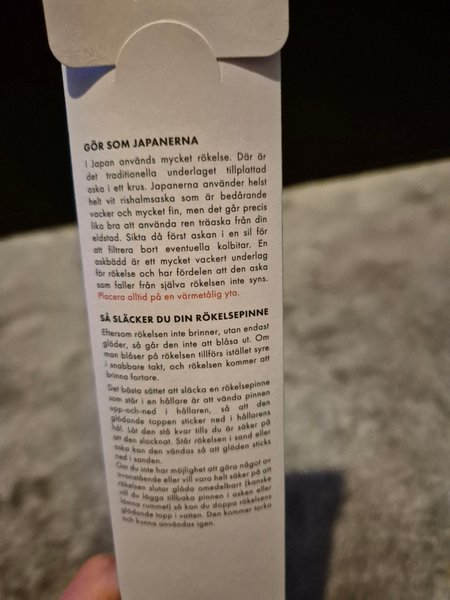 GÖR SOM JAPANERNA
I Japan används mycket rökelse. Där är
det traditionella underlaget tillplattad
aska i ett krus. Japanerna använder helst
helt vit rishalmsaska som är bedårande
vacker och mycket fin, men det går precis
lika bra att använda ren träaska från din
eldstad. Sikta då först askan i en sil för
att filtrera bort eventuella kolbitar. En
askbädd är ett mycket vackert underlag
för rökelse och har fördelen att den aska
som faller från själva rökelsen inte syns.
Placera alltid på en värmetålig yta.
SÅ SLÄCKER DU DIN RÖKELSEPINNE
Eftersom rökelsen inte brinner, utan endast
glöder, så går den inte att blåsa ut. Om
man blåser på rökelsen tillförs istället syre
i snabbare takt, och rökelsen kommer att
brinna fortare.
Det bästa sättet att släcka en rökelsepinne
som står i en hållare är att vända pinnen
upp-och-ned i hållaren, så att den
glödande toppen sticker ned i hållarens
hål. Låt den stå kvar tills du är säker på
att den slocknat. Står rökelsen i sand eller
aska kan den vändas så att glöden sticks
ned i sanden.
Om du inte har möjlighet att göra något av
ovanstående eller vill vara helt säker på att
rökelsen slutar glöda omedelbart (kanske
vill du lägga tillbaka pinnen i asken eller
lämna rummet) så kan du doppa rökelsens
glödande topp i vatten. Den kommer torka
och kunna användas igen.